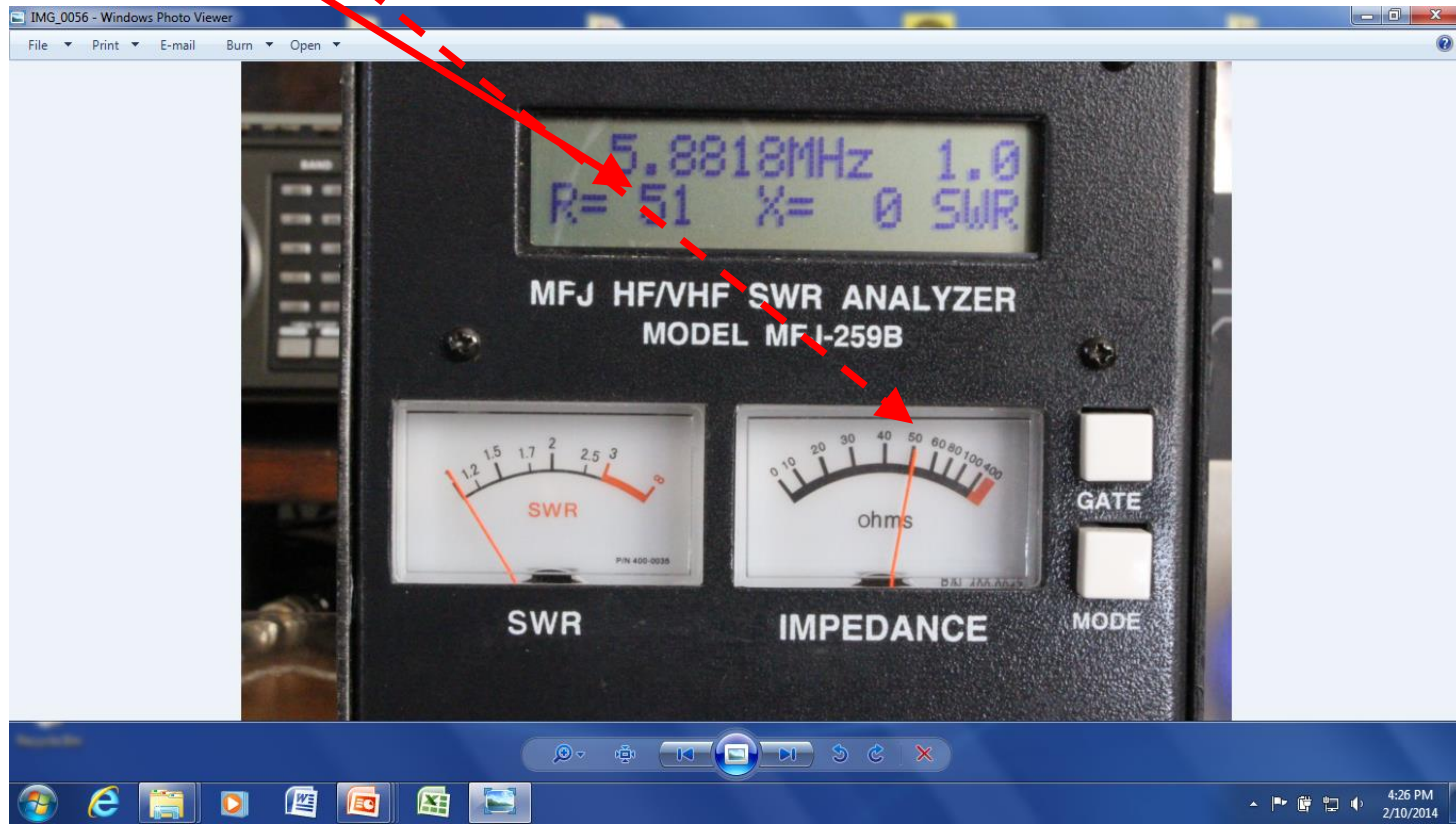 IMG_0056 - Windows Photo Viewer
File Print E-mail Burn Open
BAND
5.8818MHz 1.0
R= 51 X= 0 SWR
MFJ HF/VHF SWR ANALYZER
MODEL MFJ-259B
1.2 1.5 1.7 2 2.5 3 8
SWR
P/N 400-0035
0 10 20 30 40 50 60 80 100 400
ohms
GATE
SWR
IMPEDANCE
MODE
4:26 PM
2/10/2014